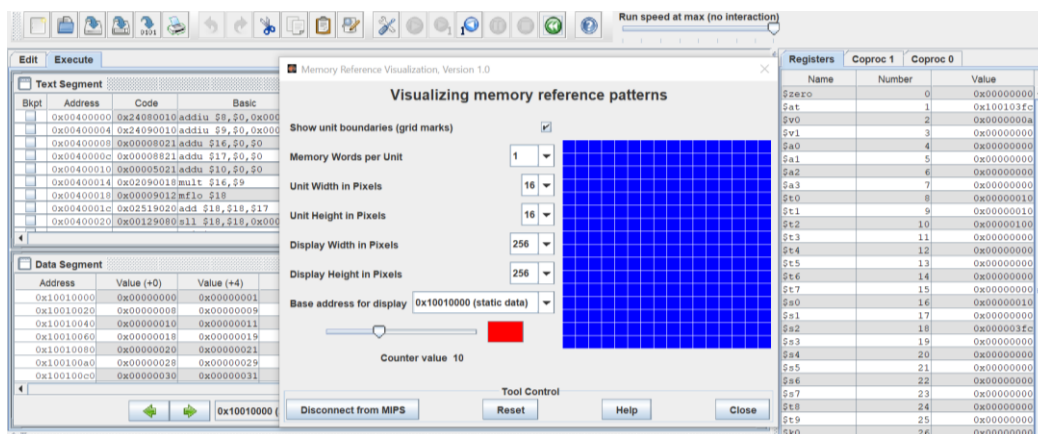 Run speed at max (no interaction)
Edit Execute
Text Segment
Bkpt Address Code Basic
0x00400000 0x24080010 addiu $8,$0,0x000
0x00400004 0x24090010 addiu $9,$0,0x000
0x00400008 0x00008021 addu $16,$0,$0
0x0040000c 0x00008821 addu $17,$0,$0
0x00400010 0x00005021 addu $10,$0,$0
0x00400014 0x02090018 mult $16,$9
0x00400018 0x00009012 mflo $18
0x0040001c 0x02519020 add $18,$18,$17
0x00400020 0x00129080 sll $18,$18,0x000
Data Segment
Address Value (+0) Value (+4)
0x10010000 0x00000000 0x00000001
0x10010020 0x00000008 0x00000009
0x10010040 0x00000010 0x00000011
0x10010060 0x00000018 0x00000019
0x10010080 0x00000020 0x00000021
0x100100a0 0x00000028 0x00000029
0x100100c0 0x00000030 0x00000031
0x10010000 (
Memory Reference Visualization, Version 1.0
Visualizing memory reference patterns
Show unit boundaries (grid marks)
Memory Words per Unit 1
Unit Width in Pixels 16
Unit Height in Pixels 16
Display Width in Pixels 256
Display Height in Pixels 256
Base address for display 0x10010000 (static data)
Counter value 10
Tool Control
Disconnect from MIPS Reset Help Close
Registers Coproc 1 Coproc 0
Name Number Value
$zero 0 0x00000000
$at 1 0x100103fc
$v0 2 0x0000000a
$v1 3 0x00000000
$a0 4 0x00000000
$a1 5 0x00000000
$a2 6 0x00000000
$a3 7 0x00000000
$t0 8 0x00000010
$t1 9 0x00000010
$t2 10 0x00000100
$t3 11 0x00000000
$t4 12 0x00000000
$t5 13 0x00000000
$t6 14 0x00000000
$t7 15 0x00000000
$s0 16 0x00000010
$s1 17 0x00000000
$s2 18 0x000003fc
$s3 19 0x00000000
$s4 20 0x00000000
$s5 21 0x00000000
$s6 22 0x00000000
$s7 23 0x00000000
$t8 24 0x00000000
$t9 25 0x00000000
$k0 26 0x00000000